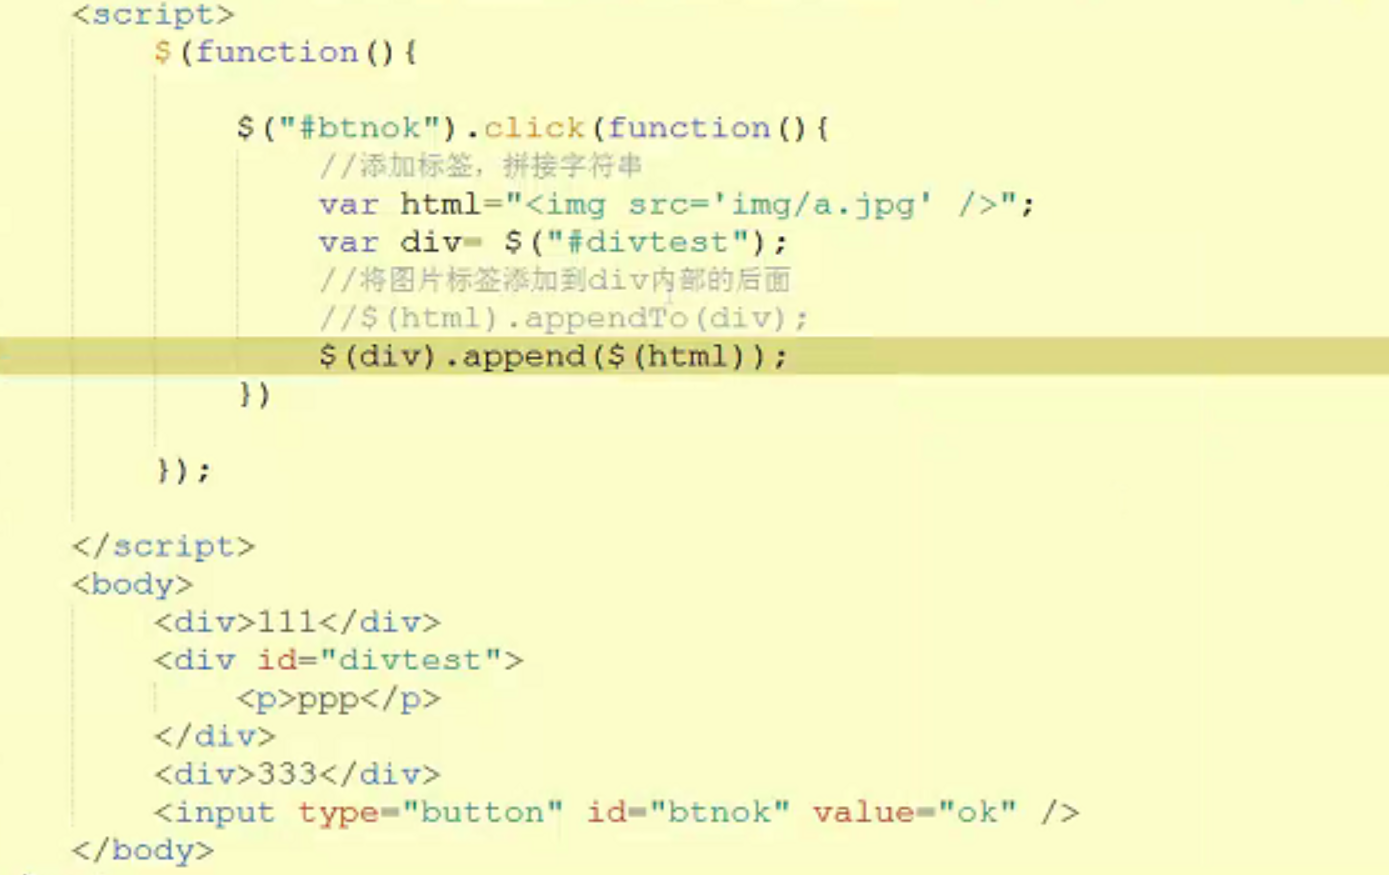 <script>
$(function(){
$("#btnok").click(function(){
//添加标签，拼接字符串
var html="<img src='img/a.jpg' />";
var div= $("#divtest");
//将图片标签添加到div内部的后面
//$(html).appendTo(div);
$(div).append($(html));
})
});
</script>
<body>
<div>111</div>
<div id="divtest">
<p>ppp</p>
</div>
<div>333</div>
<input type="button" id="btnok" value="ok" />
</body>